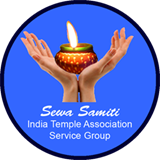 Sewa Samiti
India Temple Association
Service Group